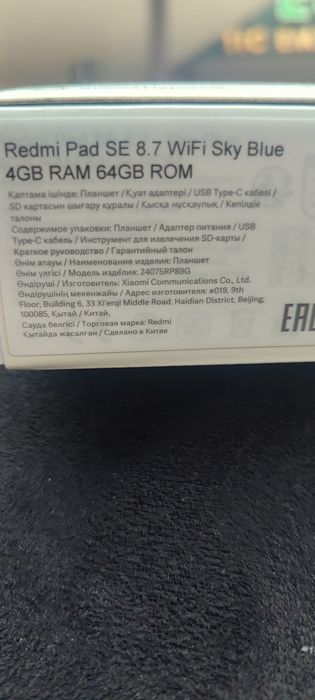 Redmi Pad SE 8.7 WiFi Sky Blue
4GB RAM 64GB ROM
Қаптама ішінде: Планшет / Қуат адаптері / USB Type-C кабелі /
SD картасын шығару құралы / Қысқа нұсқаулық / Кепілдік
талоны
Содержимое упаковки: Планшет / Адаптер питания / USB
Type-C кабель / Инструмент для извлечения SD-карты /
Краткое руководство / Гарантийный талон
Өнім атауы / Наименование изделия: Планшет
Өнім үлгісі / Модель изделия: 24075RP89G
Өндіруші / Изготовитель: Xiaomi Communications Co., Ltd.
Өндірушінің мекенжайы / Адрес изготовителя: #019, 9th
Floor, Building 6, 33 Xi'erqi Middle Road, Haidian District, Beijing,
100085, Қытай / Китай.
Сауда белгісі / Торговая марка: Redmi
Қытайда жасалған / Сделано в Китае
EAC